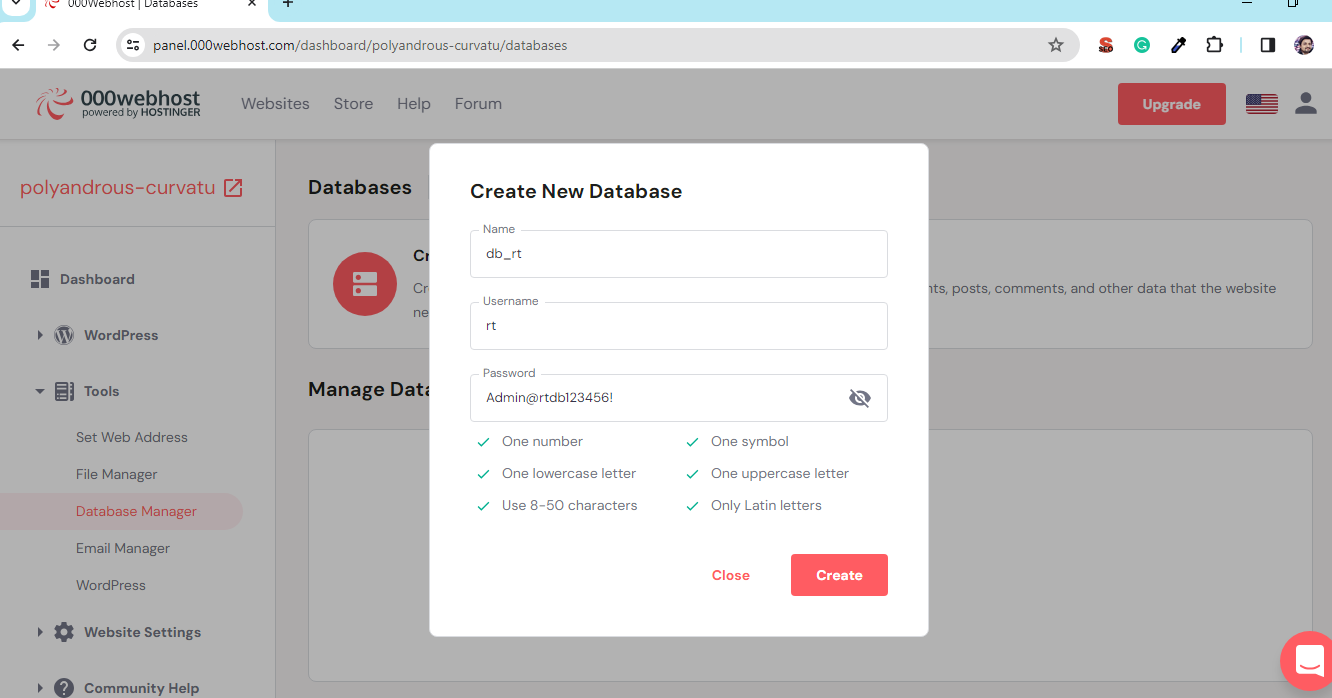 000Webhost | Databases
panel.000webhost.com/dashboard/polyandrous-curvatu/databases
SEO
G
000webhost
powered by HOSTINGER
Websites Store Help Forum
Upgrade
polyandrous-curvatu
Dashboard
WordPress
Tools
Set Web Address
File Manager
Database Manager
Email Manager
WordPress
Website Settings
Community Help
Databases
Cr
Cr
nts, posts, comments, and other data that the website
ne
Manage Data
Create New Database
Name
db_rt
Username
rt
Password
Admin@rtdb123456!
One number One symbol
One lowercase letter One uppercase letter
Use 8-50 characters Only Latin letters
Close Create